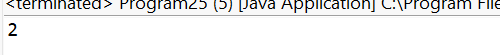 <terminated> Program25 (5) [Java Application] C:\Program File
2